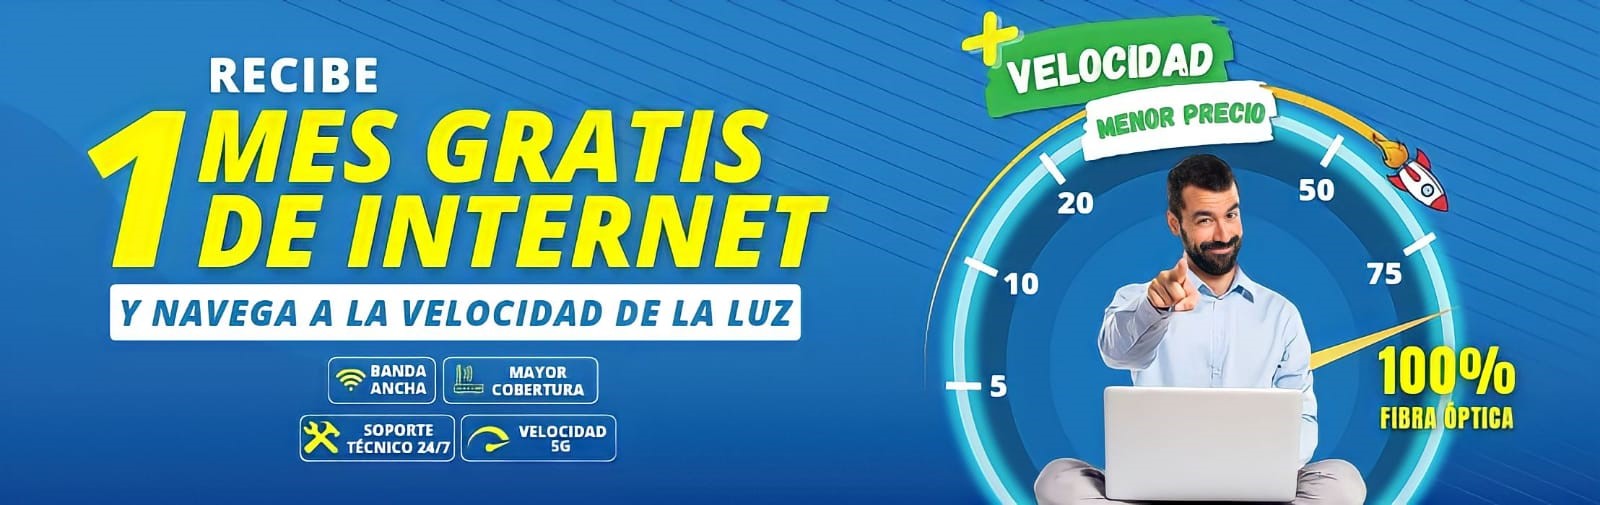 RECIBE
1 MES GRATIS
DE INTERNET
Y NAVEGA A LA VELOCIDAD DE LA LUZ
BANDA
ANCHA
MAYOR
COBERTURA
SOPORTE
TÉCNICO 24/7
VELOCIDAD
5G
+ VELOCIDAD
MENOR PRECIO
5
10
20
50
75
100%
FIBRA ÓPTICA